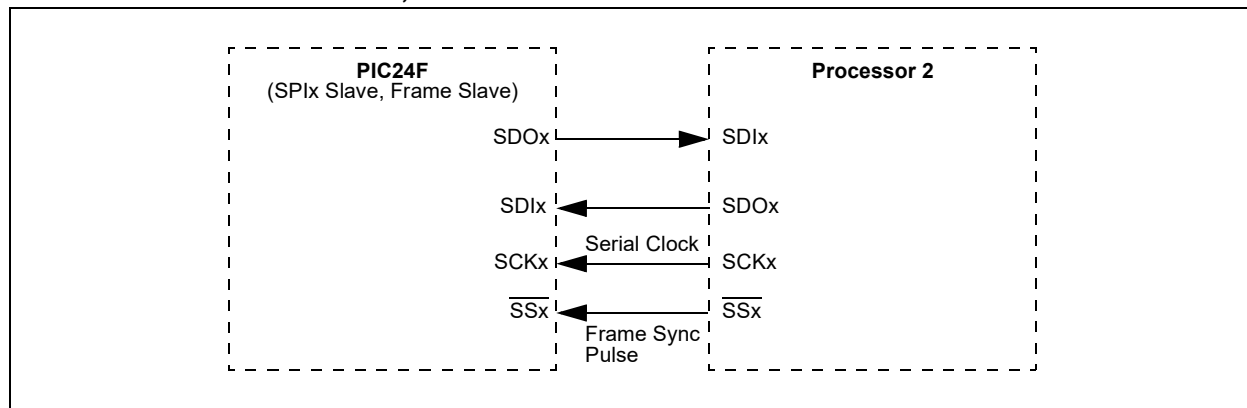 PIC24F
(SPIx Slave, Frame Slave)
Processor 2
SDOx
SDIx
SDIx
SDOx
Serial Clock
SCKx
SCKx
SSx
SSx
Frame Sync
Pulse